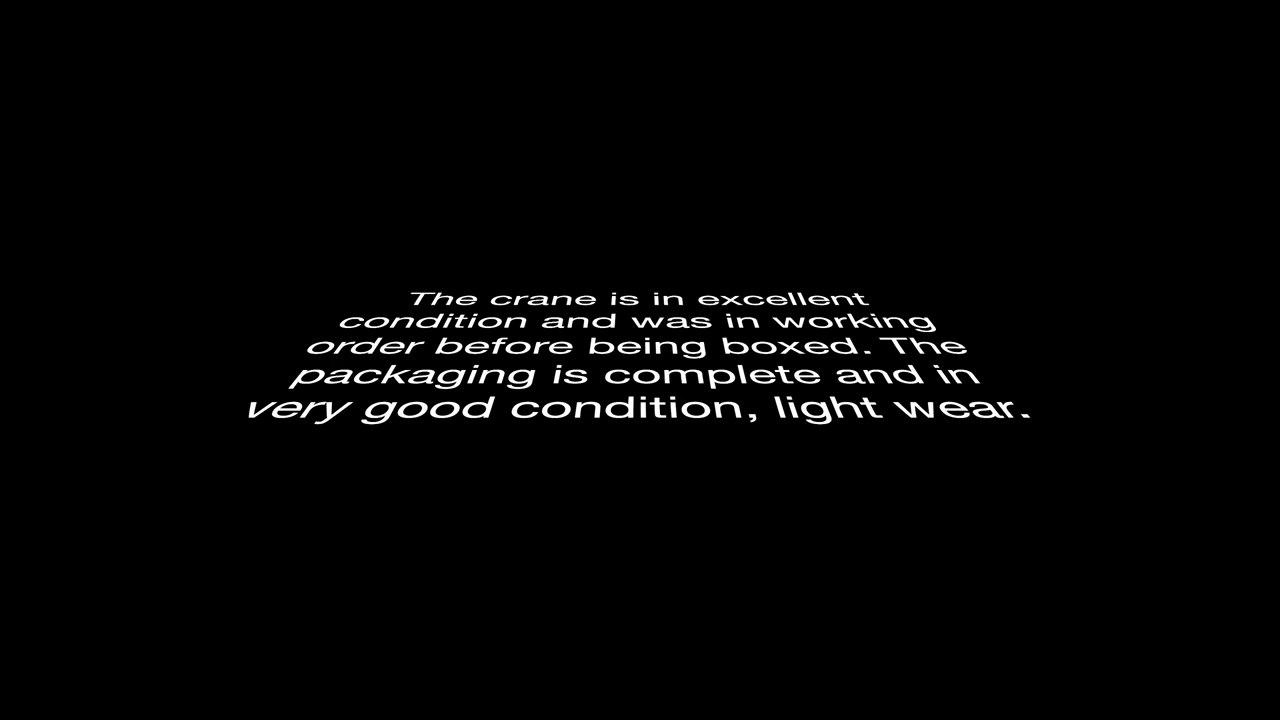 The crane is in excellent
condition and was in working
order before being boxed. The
packaging is complete and in
very good condition, light wear.